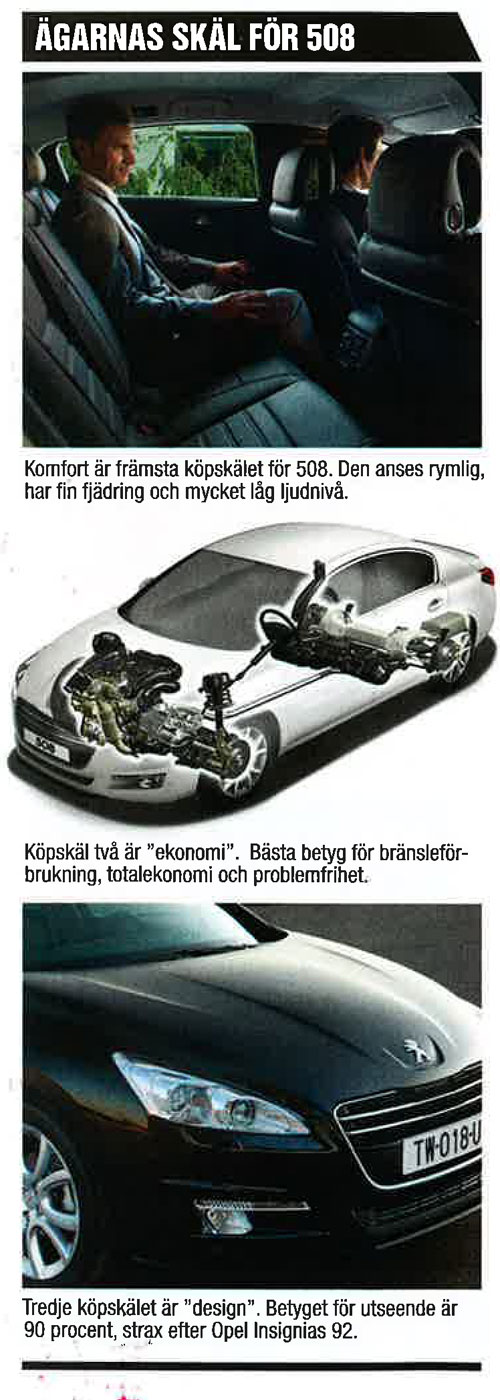 ÄGARNAS SKÄL FÖR 508
Komfort är främsta köpskälet för 508. Den anses rymlig,
har fin fjädring och mycket låg ljudnivå.
508
Köpskäl två är "ekonomi". Bästa betyg för bränsleför-
brukning, totalekonomi och problemfrihet.
TW-018-U
Tredje köpskälet är "design". Betyget för utseende är
90 procent, strax efter Opel Insignias 92.